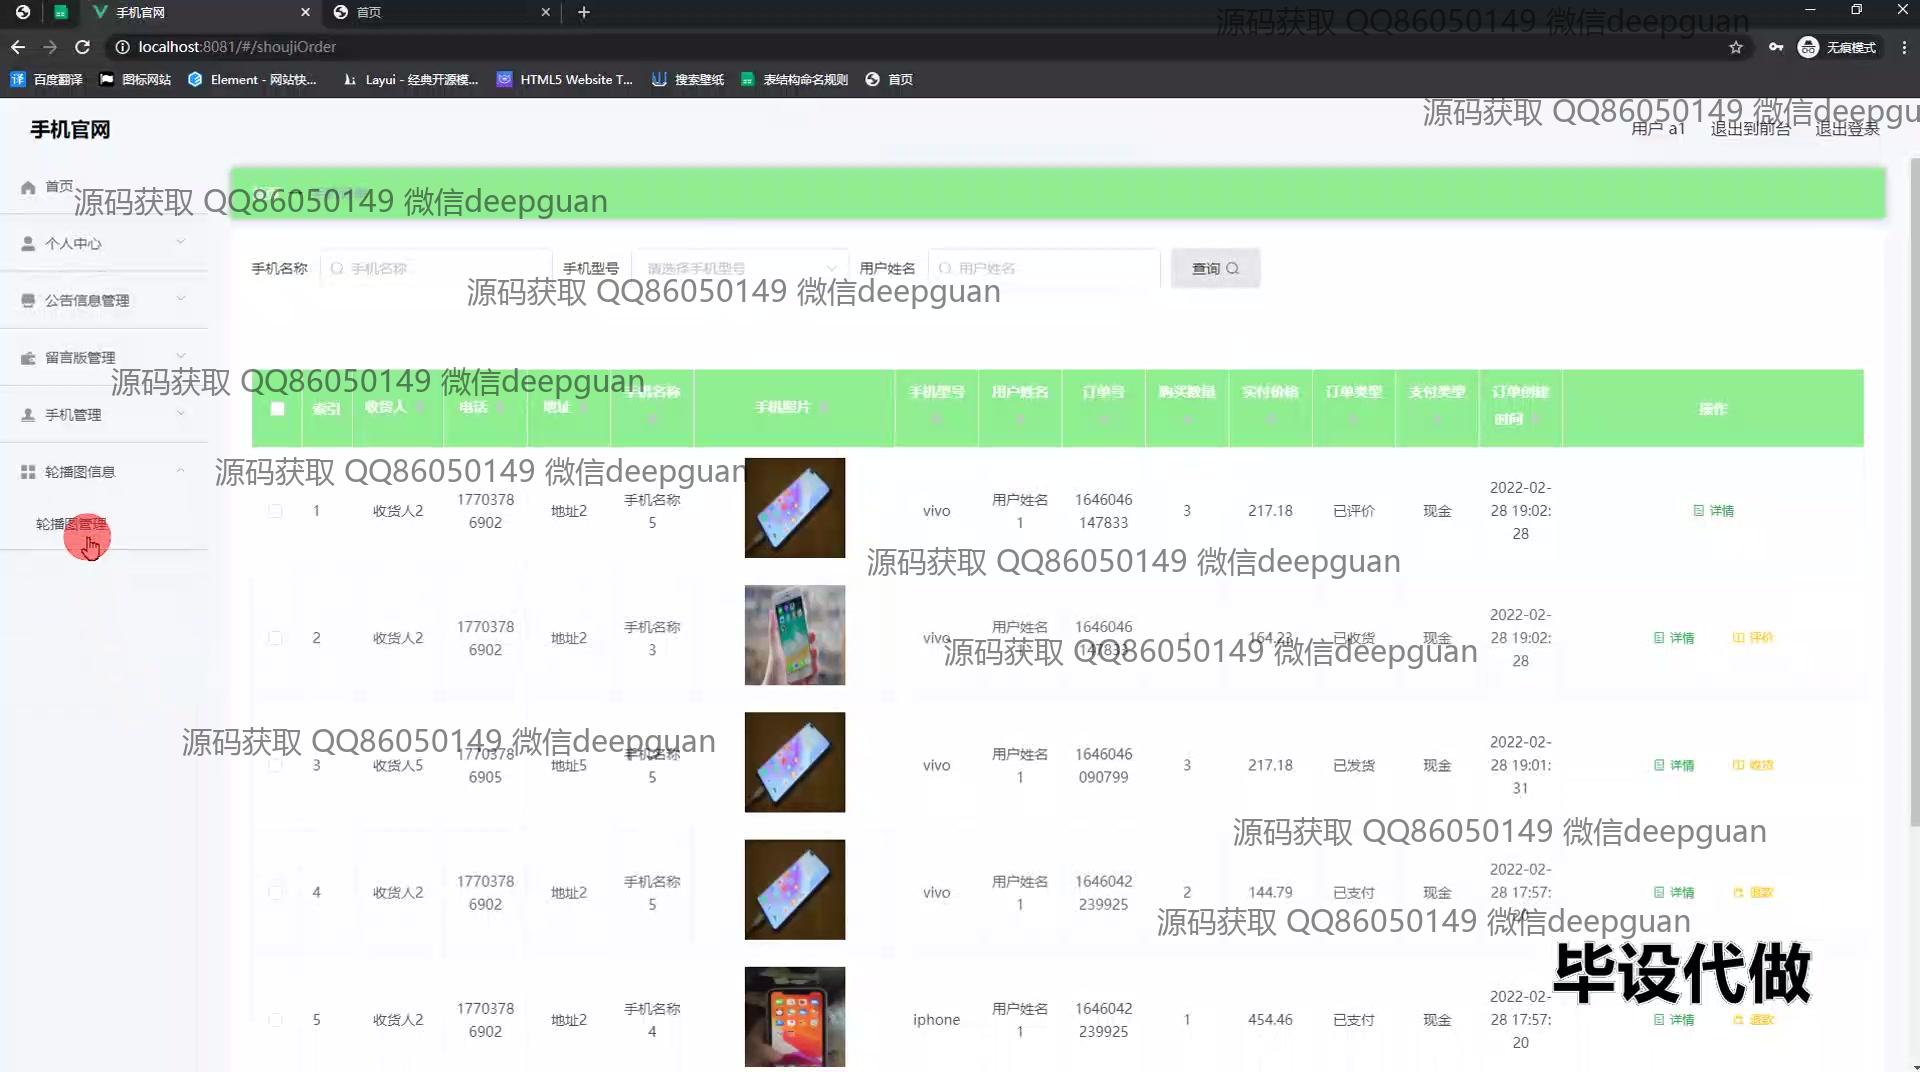 手机官网
首页
源码获取 QQ86050149 微信deepguan
localhost:8081/#/shoujiOrder
无痕模式
百度翻译
图标网站
Element - 网站快...
Layui - 经典开源模...
HTML5 Website T...
搜索壁纸
表结构命名规则
首页
源码获取 QQ86050149 微信deepgu
手机官网
用户 a1
退出到前台
退出登录
首页
源码获取 QQ86050149 微信deepguan
个人中心
手机名称
手机名称
手机型号
请选择手机型号
用户姓名
用户姓名
查询
源码获取 QQ86050149 微信deepguan
公告信息管理
留言版管理
源码获取 QQ86050149 微信deepguan
手机管理
索引
收货人
电话
地址
手机名称
手机照片
手机型号
用户姓名
订单号
购买数量
实付价格
订单类型
支付类型
订单创建
时间
操作
轮播图信息
轮播图管理
源码获取 QQ86050149 微信deepguan
1 收货人2 1770378 地址2 手机名称 vivo 用户姓名 1646046 3 217.18 已评价 现金 2022-02- 详情
6902 5 1 147833 28 19:02:
28
源码获取 QQ86050149 微信deepguan
2 收货人2 1770378 地址2 手机名称 vivo 用户姓名 1646046 1 164.23 已收货 现金 2022-02- 详情 评价
6902 3 147833 28 19:02:
28
源码获取 QQ86050149 微信deepguan
源码获取 QQ86050149 微信deepguan
3 收货人5 1770378 地址5 手机名称 vivo 用户姓名 1646046 3 217.18 已发货 现金 2022-02- 详情 收货
6905 5 1 090799 28 19:01:
31
源码获取 QQ86050149 微信deepguan
4 收货人2 1770378 地址2 手机名称 vivo 用户姓名 1646042 2 144.79 已支付 现金 2022-02- 详情 退款
6902 5 1 239925 28 17:57:
20
源码获取 QQ86050149 微信deepguan
毕设代做
5 收货人2 1770378 地址2 手机名称 iphone 用户姓名 1646042 1 454.46 已支付 现金 2022-02- 详情 退款
6902 4 1 239925 28 17:57:
20